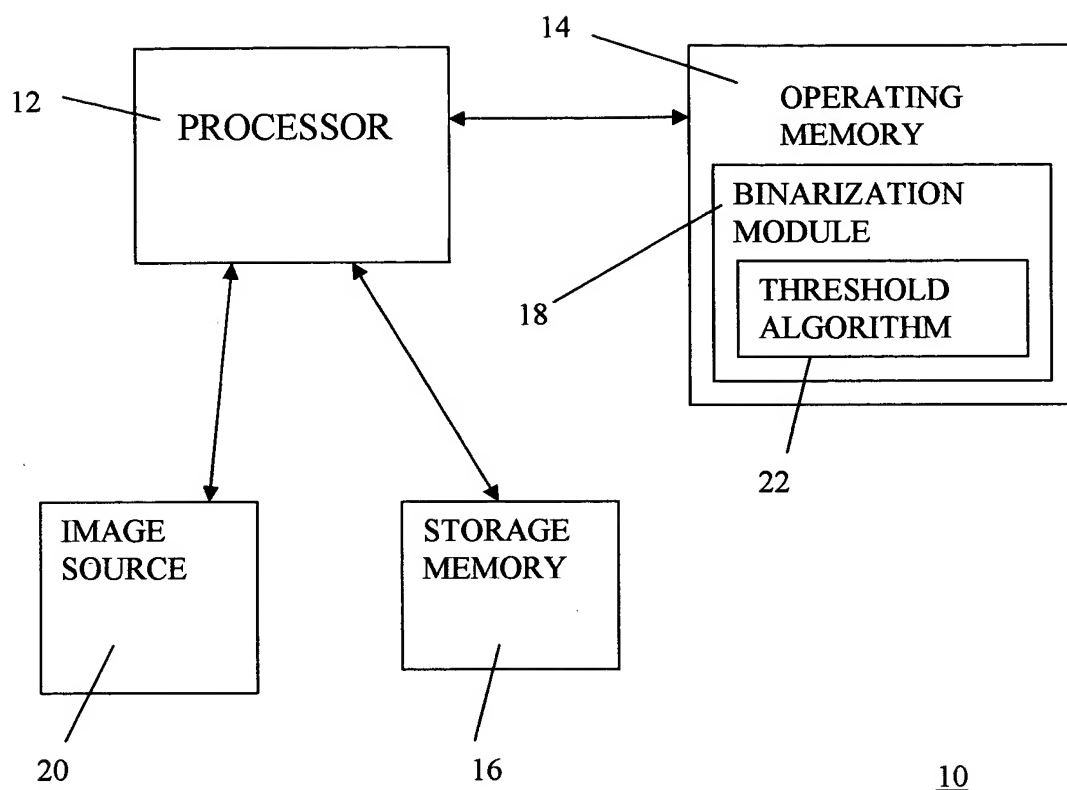 14
12
PROCESSOR
OPERATING
MEMORY
BINARIZATION
MODULE
18
THRESHOLD
ALGORITHM
22
IMAGE
SOURCE
STORAGE
MEMORY
20
16
10